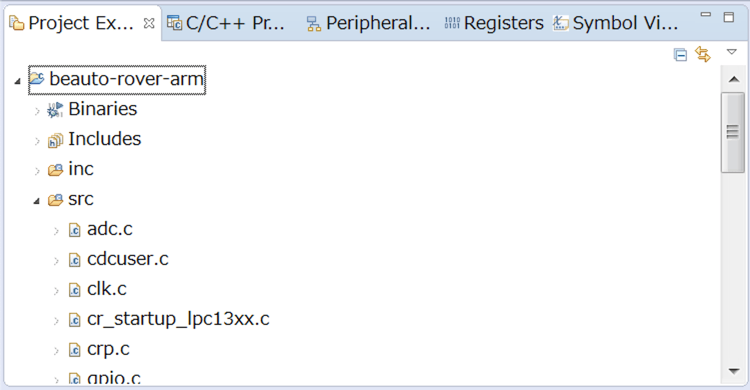 Project Ex... C/C++ Pr... Peripheral... Registers Symbol Vi...
beauto-rover-arm
Binaries
Includes
inc
src
adc.c
cdcuser.c
clk.c
cr_startup_lpc13xx.c
crp.c
gpio.c